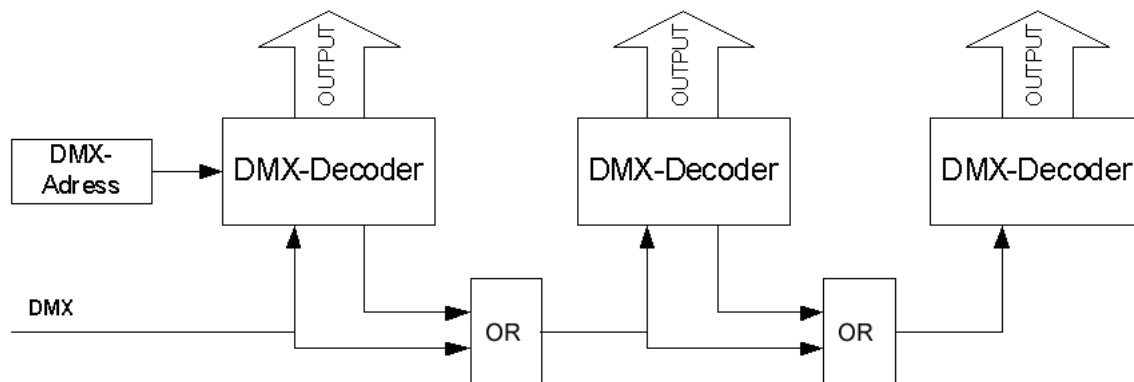 OUTPUT
OUTPUT
OUTPUT
DMX-
Adress
DMX-Decoder
DMX-Decoder
DMX-Decoder
DMX
OR
OR